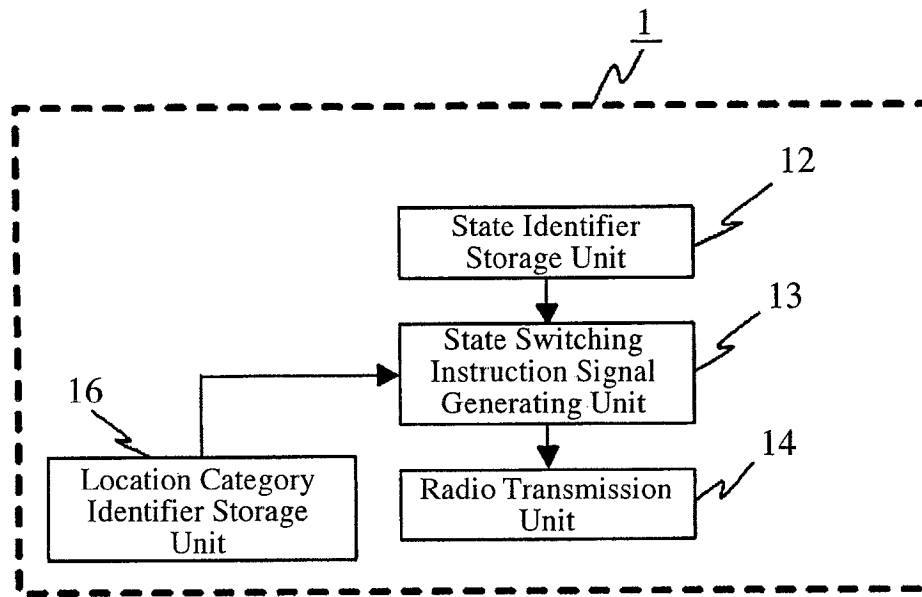 1
12
State Identifier
Storage Unit
13
State Switching
Instruction Signal
Generating Unit
16
Location Category
Identifier Storage
Unit
14
Radio Transmission
Unit